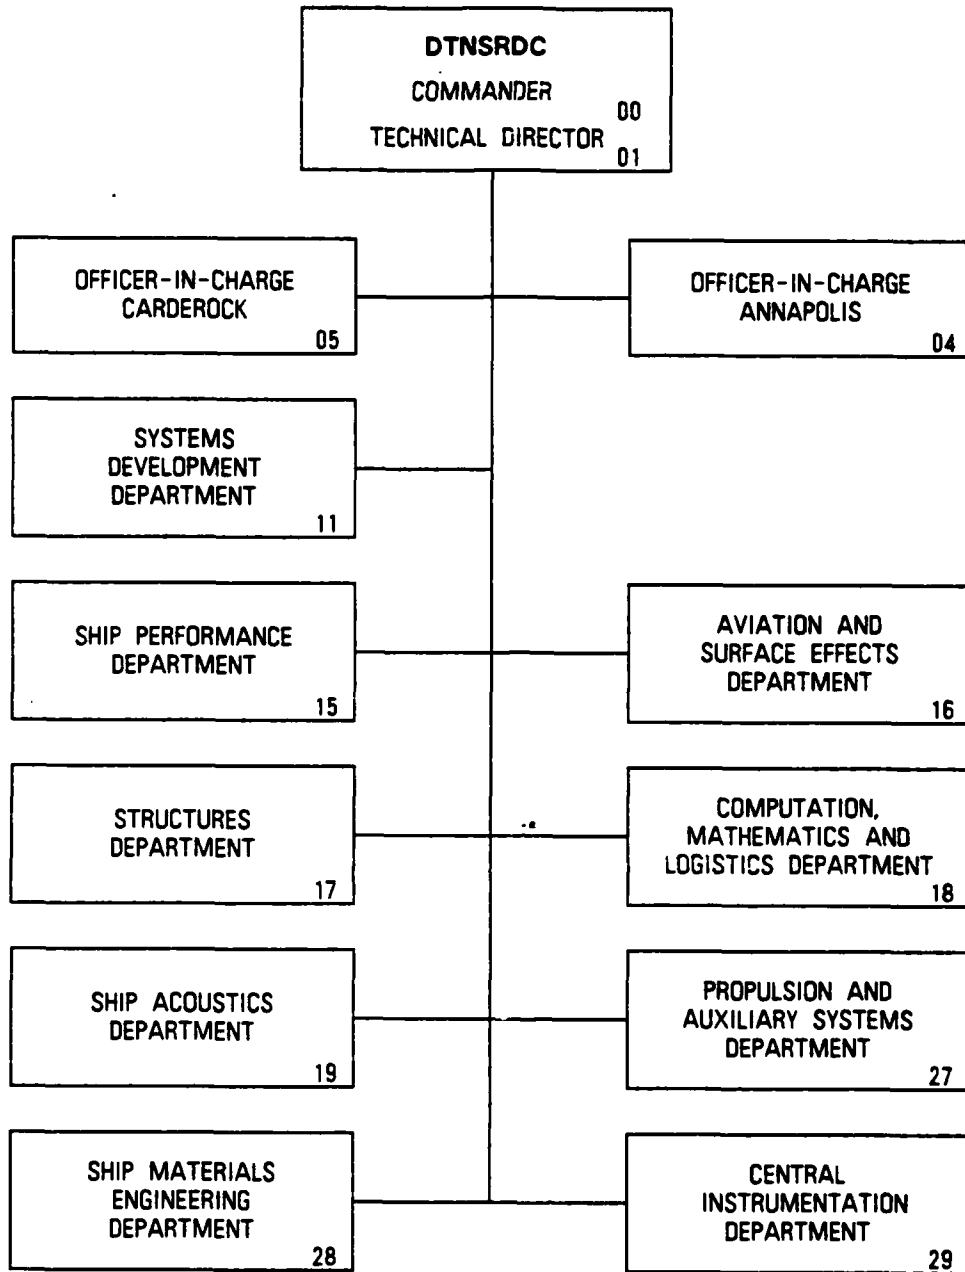 DTNSRDC
COMMANDER
00
TECHNICAL DIRECTOR
01
OFFICER-IN-CHARGE
CARDEROCK
05
OFFICER-IN-CHARGE
ANNAPOLIS
04
SYSTEMS
DEVELOPMENT
DEPARTMENT
11
SHIP PERFORMANCE
DEPARTMENT
15
AVIATION AND
SURFACE EFFECTS
DEPARTMENT
16
STRUCTURES
DEPARTMENT
17
COMPUTATION,
MATHEMATICS AND
LOGISTICS DEPARTMENT
18
SHIP ACOUSTICS
DEPARTMENT
19
PROPULSION AND
AUXILIARY SYSTEMS
DEPARTMENT
27
SHIP MATERIALS
ENGINEERING
DEPARTMENT
28
CENTRAL
INSTRUMENTATION
DEPARTMENT
29